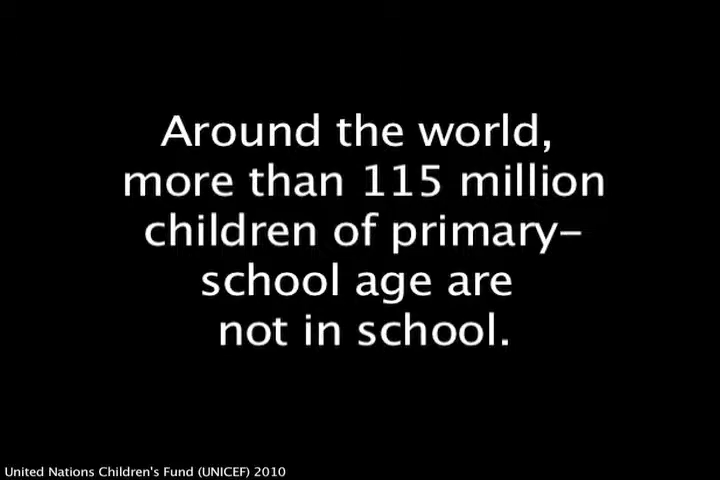 Around the world,
more than 115 million
children of primary-
school age are
not in school.
United Nations Children's Fund (UNICEF) 2010